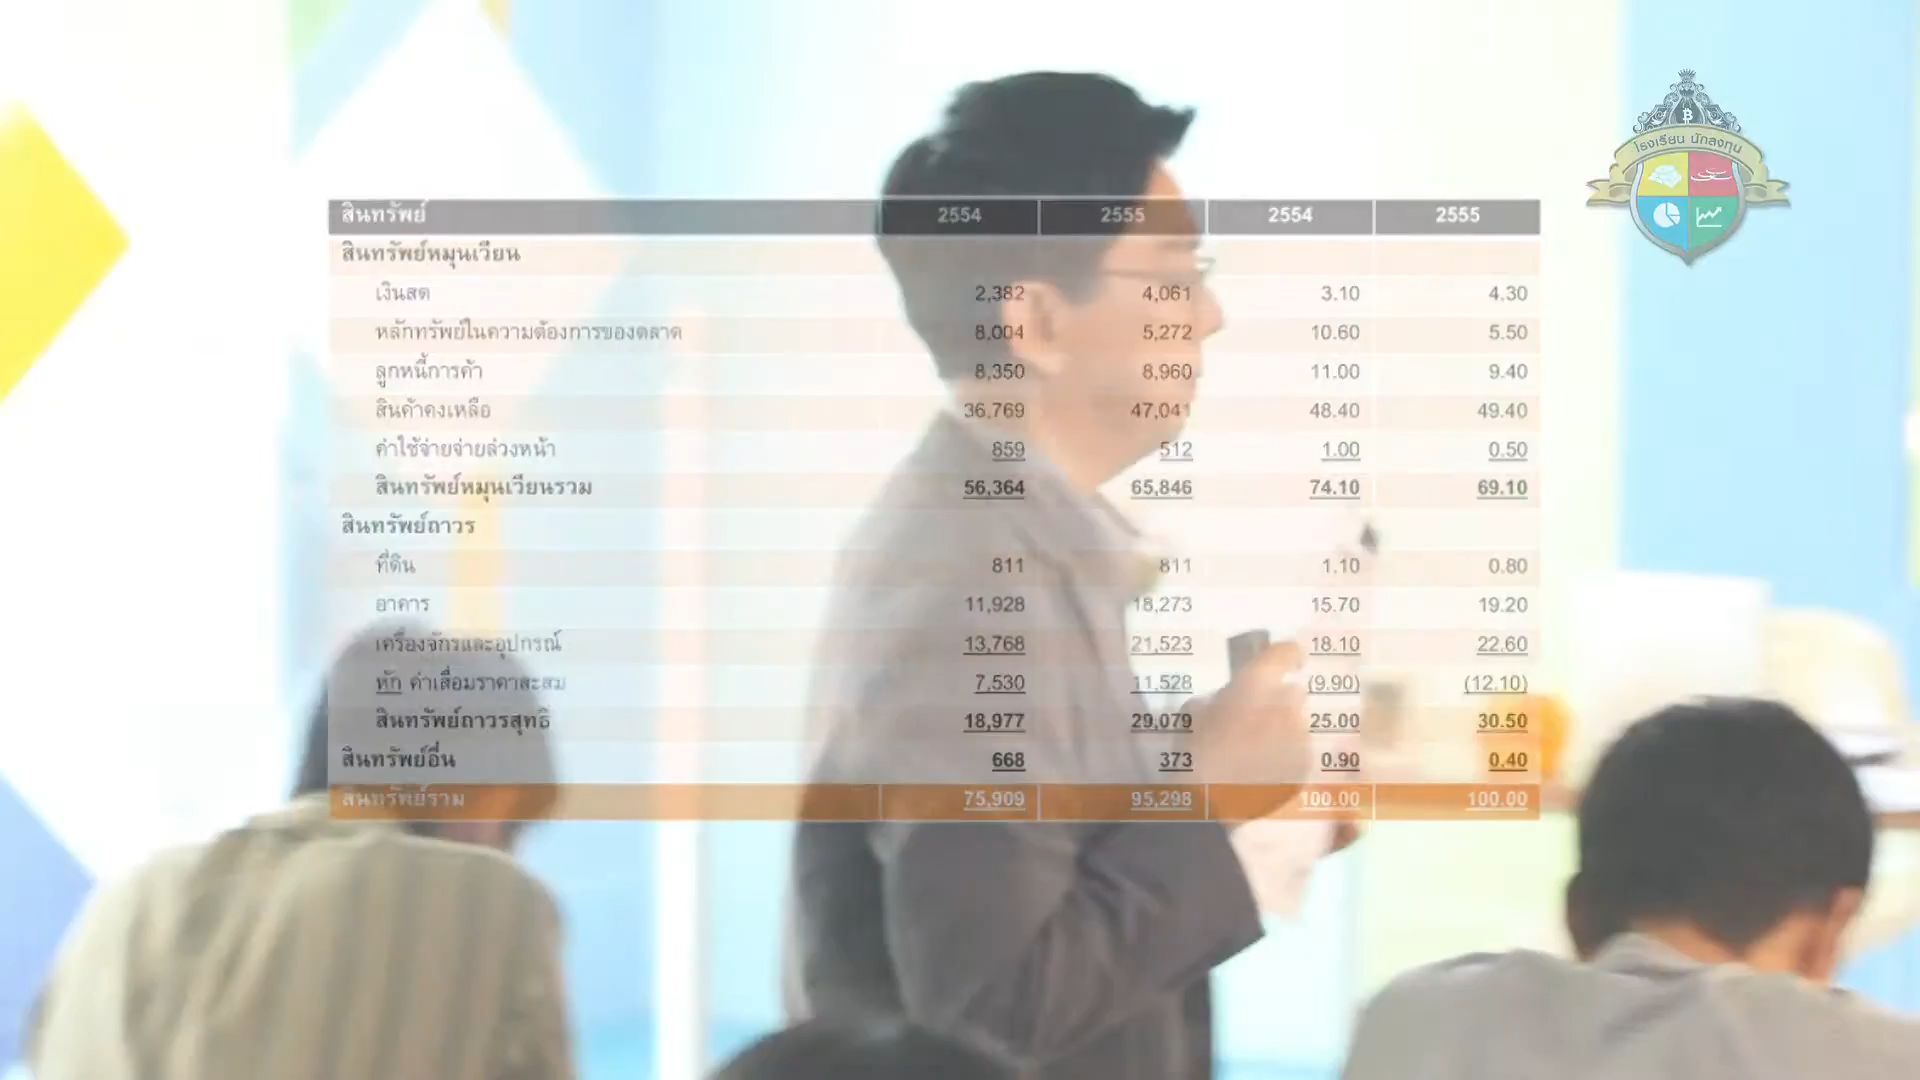 โรงเรียน นักลงทุน
สินทรัพย์ 2554 2555 2554 2555
สินทรัพย์หมุนเวียน
เงินสด 2,382 4,061 3.10 4.30
หลักทรัพย์ในความต้องการของตลาด 8,004 5,272 10.60 5.50
ลูกหนี้การค้า 8,350 8,960 11.00 9.40
สินค้าคงเหลือ 36,769 47,041 48.40 49.40
ค่าใช้จ่ายจ่ายล่วงหน้า 859 512 1.00 0.50
สินทรัพย์หมุนเวียนรวม 56,364 65,846 74.10 69.10
สินทรัพย์ถาวร
ที่ดิน 811 811 1.10 0.80
อาคาร 11,928 18,273 15.70 19.20
เครื่องจักรและอุปกรณ์ 13,768 21,523 18.10 22.60
หัก ค่าเสื่อมราคาสะสม 7,530 11,528 (9.90) (12.10)
สินทรัพย์ถาวรสุทธิ 18,977 29,079 25.00 30.50
สินทรัพย์อื่น 668 373 0.90 0.40
สินทรัพย์รวม 75,909 95,298 100.00 100.00